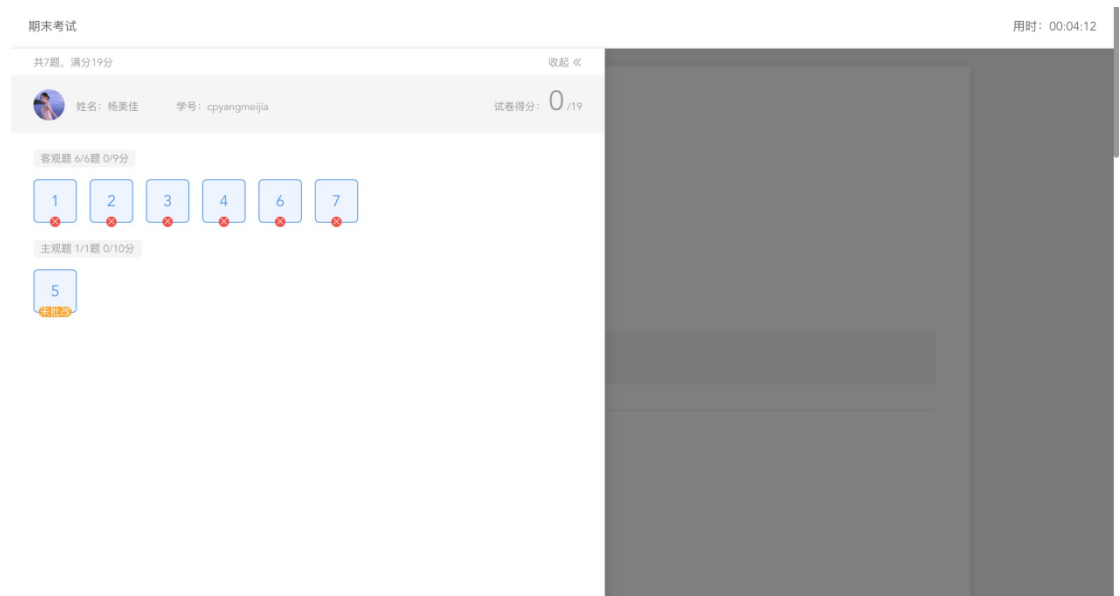 期末考试
用时：00:04:12
共7题，满分19分
收起 《
姓名：杨美佳 学号：cpyangmeijia 试卷得分：0/19
客观题 6/6题 0/9分
1 2 3 4 6 7
主观题 1/1题 0/10分
5
未批改